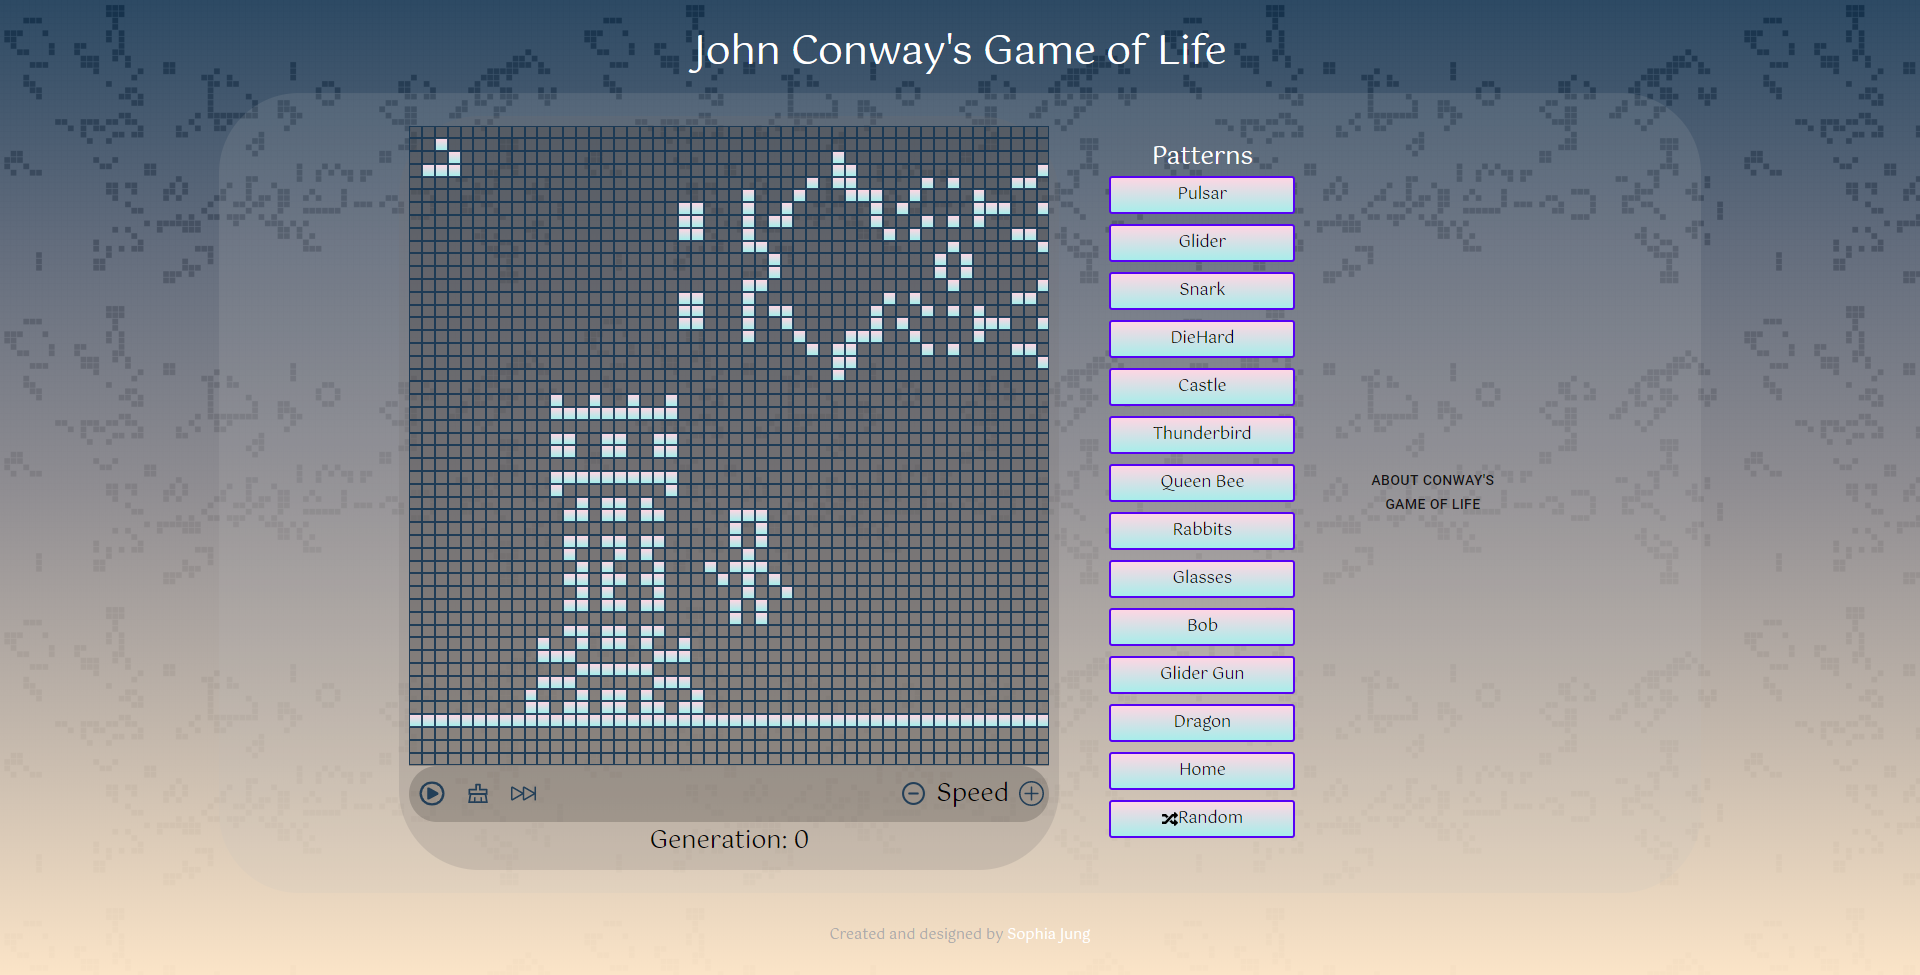 John Conway's Game of Life
Patterns
Pulsar
Glider
Snark
DieHard
Castle
Thunderbird
Queen Bee
Rabbits
Glasses
Bob
Glider Gun
Dragon
Home
Random
ABOUT CONWAY'S
GAME OF LIFE
Speed
Generation: 0
Created and designed by Sophia Jung